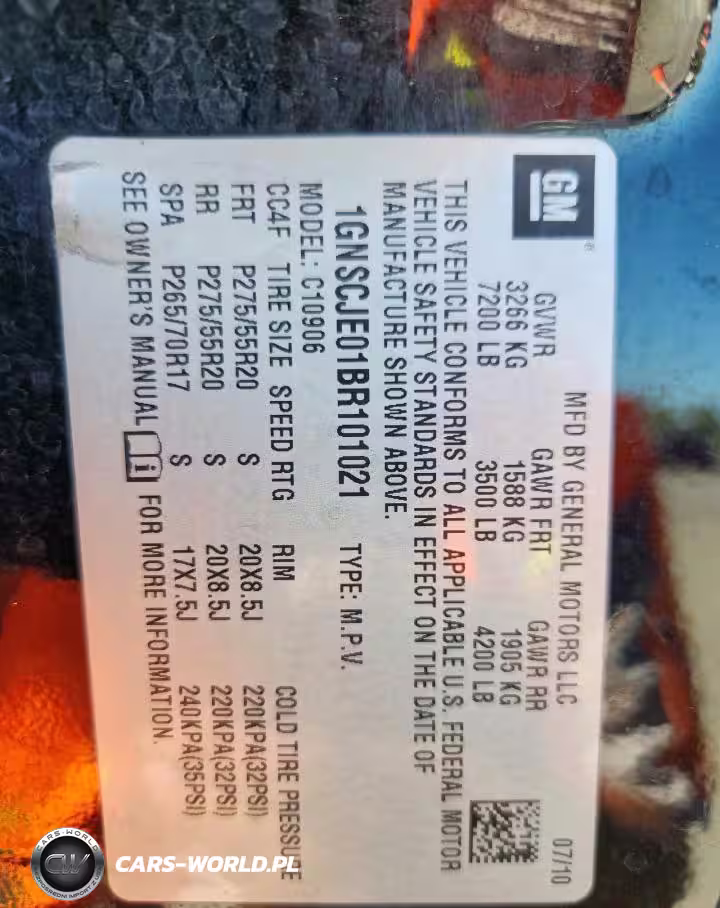 GM
MFD BY GENERAL MOTORS LLC 07/10
GVWR GAWR FRT GAWR RR
3266 KG 1588 KG 1905 KG
7200 LB 3500 LB 4200 LB
THIS VEHICLE CONFORMS TO ALL APPLICABLE U.S. FEDERAL MOTOR
VEHICLE SAFETY STANDARDS IN EFFECT ON THE DATE OF
MANUFACTURE SHOWN ABOVE.
1GNSCJE01BR101021 TYPE: M.P.V.
MODEL: C10906
CC4F TIRE SIZE SPEED RTG RIM COLD TIRE PRESSURE
FRT P275/55R20 S 20X8.5J 220KPA(32PSI)
RR P275/55R20 S 20X8.5J 220KPA(32PSI)
SPA P265/70R17 S 17X7.5J 240KPA(35PSI)
SEE OWNER'S MANUAL FOR MORE INFORMATION.
CARS-WORLD
CW
CARS-WORLD.PL